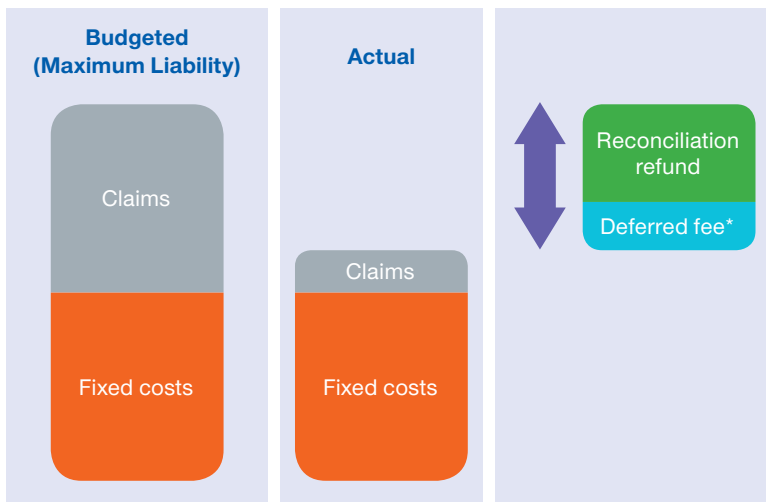 Budgeted
(Maximum Liability)
Claims
Fixed costs
Actual
Claims
Fixed costs
Reconciliation
refund
Deferred fee*